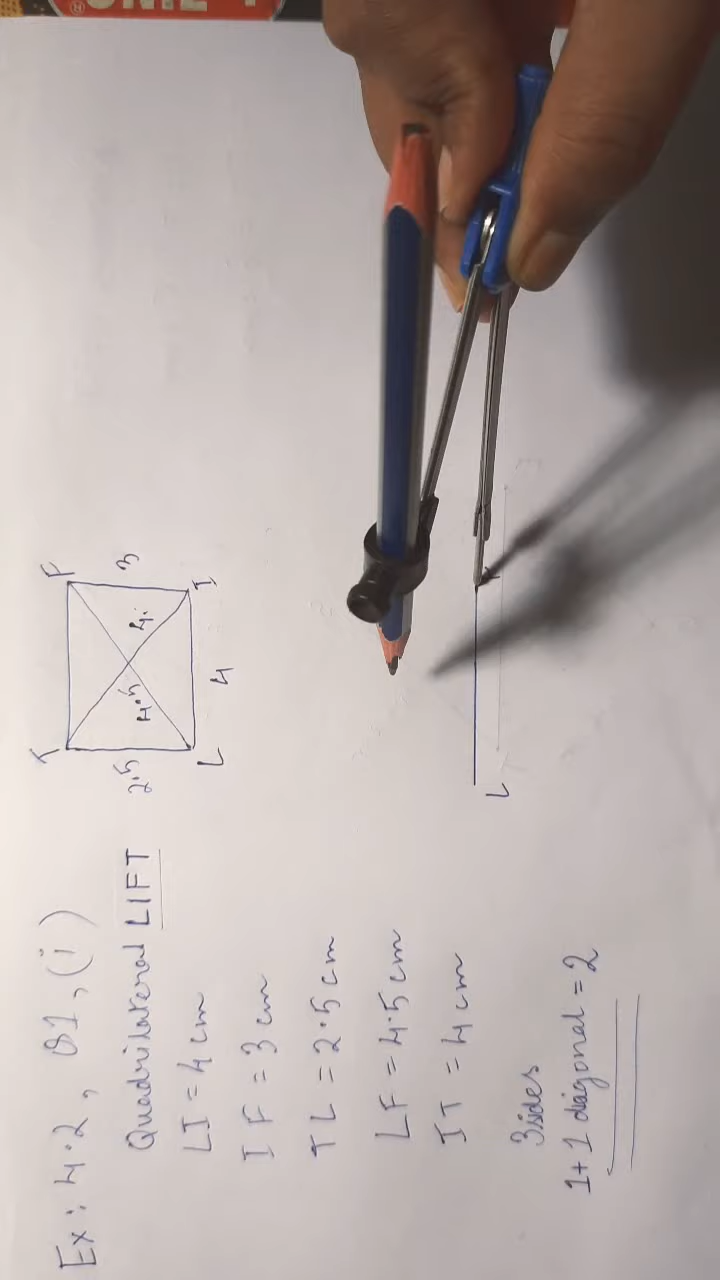 Ex: 4.2, Q1, (i)
Quadrilateral LIFT
LI = 4 cm
IF = 3 cm
TL = 2.5 cm
LF = 4.5 cm
IT = 4 cm
3 sides
1+1 diagonal = 2
T
F
2.5
4.5
4
3
L
4
I
L